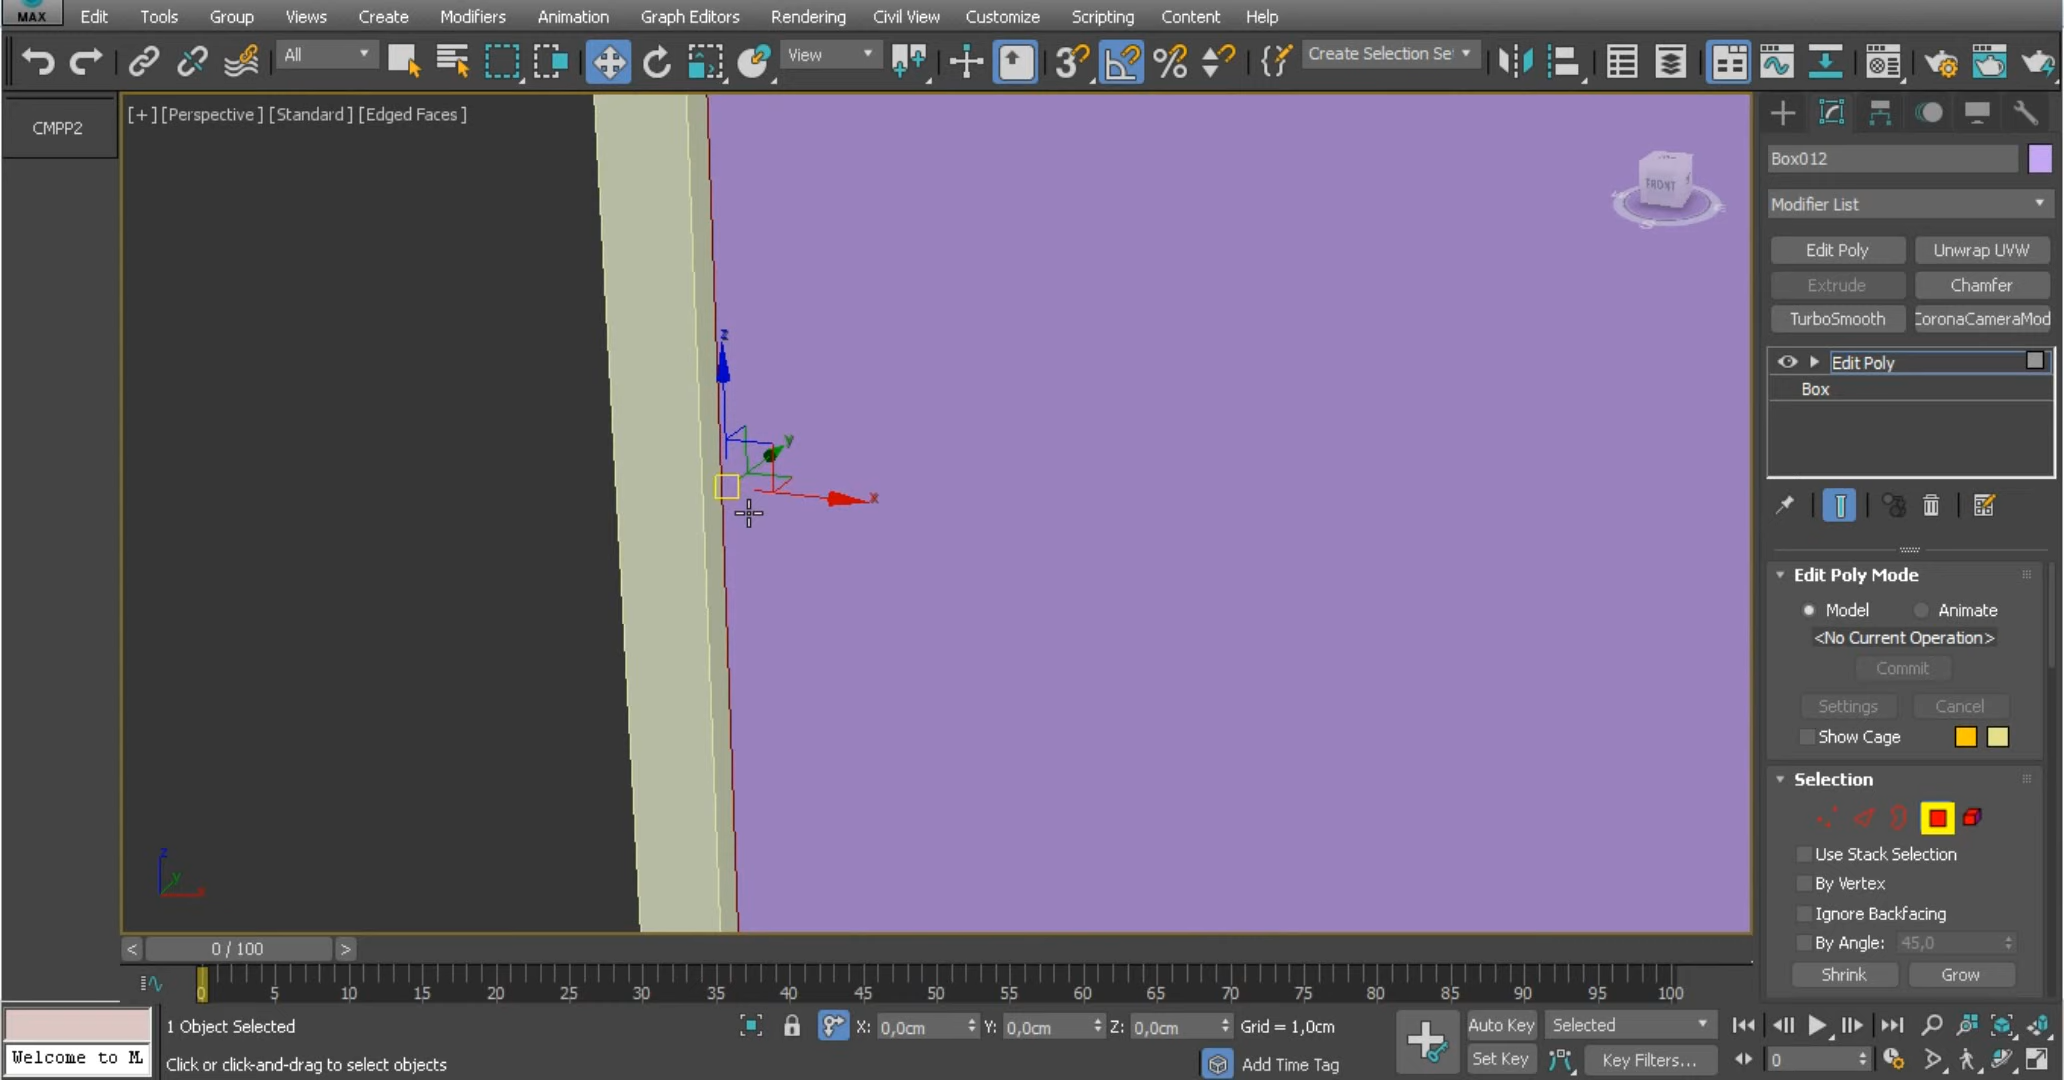 MAX Edit Tools Group Views Create Modifiers Animation Graph Editors Rendering Civil View Customize Scripting Content Help
All View Create Selection Se
CMPP2
[+] [Perspective] [Standard] [Edged Faces]
z
y
x
FRONT
z
y
x
Box012
Modifier List
Edit Poly Unwrap UVW
Extrude Chamfer
TurboSmooth CoronaCameraMod
Edit Poly
Box
Edit Poly Mode
Model Animate
<No Current Operation>
Commit
Settings Cancel
Show Cage
Selection
Use Stack Selection
By Vertex
Ignore Backfacing
By Angle: 45,0
Shrink Grow
< 0 / 100 >
0 5 10 15 20 25 30 35 40 45 50 55 60 65 70 75 80 85 90 95 100
1 Object Selected X: 0,0cm Y: 0,0cm Z: 0,0cm Grid = 1,0cm Auto Key Selected
Welcome to M Click or click-and-drag to select objects Add Time Tag Set Key Key Filters... 0